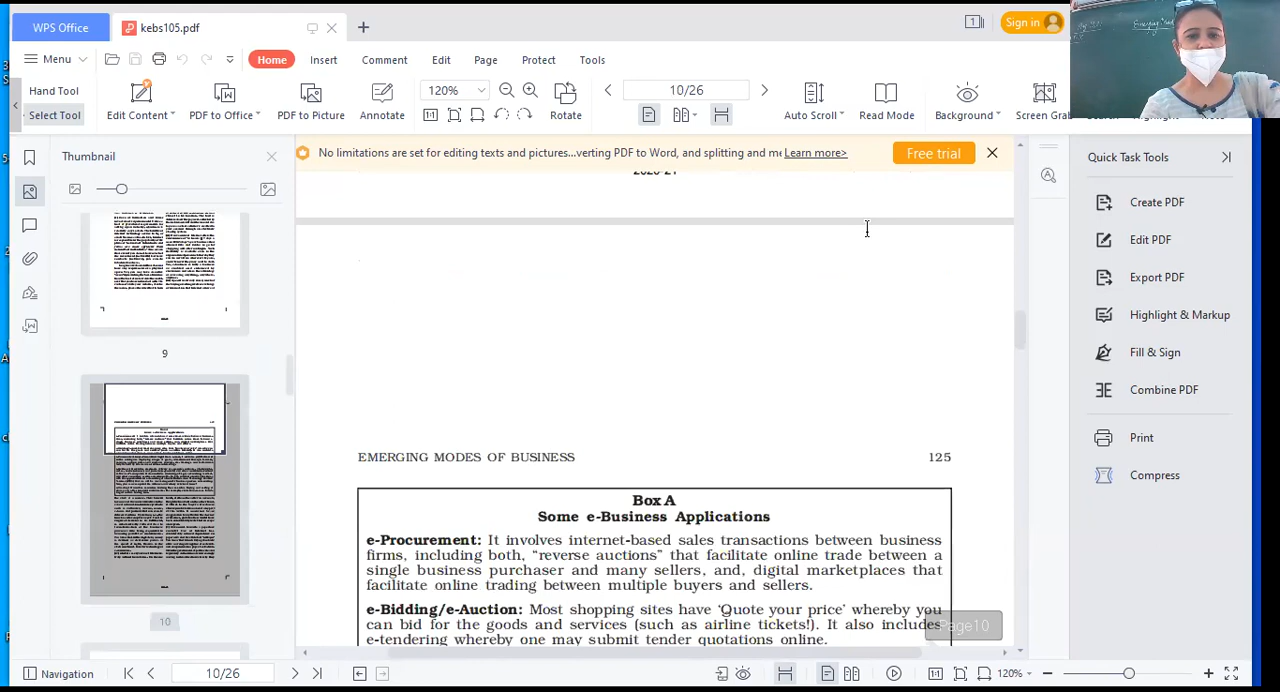 WPS Office
kebs105.pdf
1
Sign in
Menu
Home
Insert
Comment
Edit
Page
Protect
Tools
Hand Tool
Select Tool
Edit Content
PDF to Office
PDF to Picture
Annotate
120%
Rotate
10/26
Auto Scroll
Read Mode
Background
Screen Grab
Thumbnail
No limitations are set for editing texts and pictures...verting PDF to Word, and splitting and me Learn more>
Free trial
9
10
2020-21
EMERGING MODES OF BUSINESS 125
Box A
Some e-Business Applications
e-Procurement: It involves internet-based sales transactions between business
firms, including both, “reverse auctions” that facilitate online trade between a
single business purchaser and many sellers, and, digital marketplaces that
facilitate online trading between multiple buyers and sellers.
e-Bidding/e-Auction: Most shopping sites have ‘Quote your price’ whereby you
can bid for the goods and services (such as airline tickets!). It also includes
e-tendering whereby one may submit tender quotations online.
Page10
Quick Task Tools
Create PDF
Edit PDF
Export PDF
Highlight & Markup
Fill & Sign
Combine PDF
Print
Compress
Navigation
10/26
120%